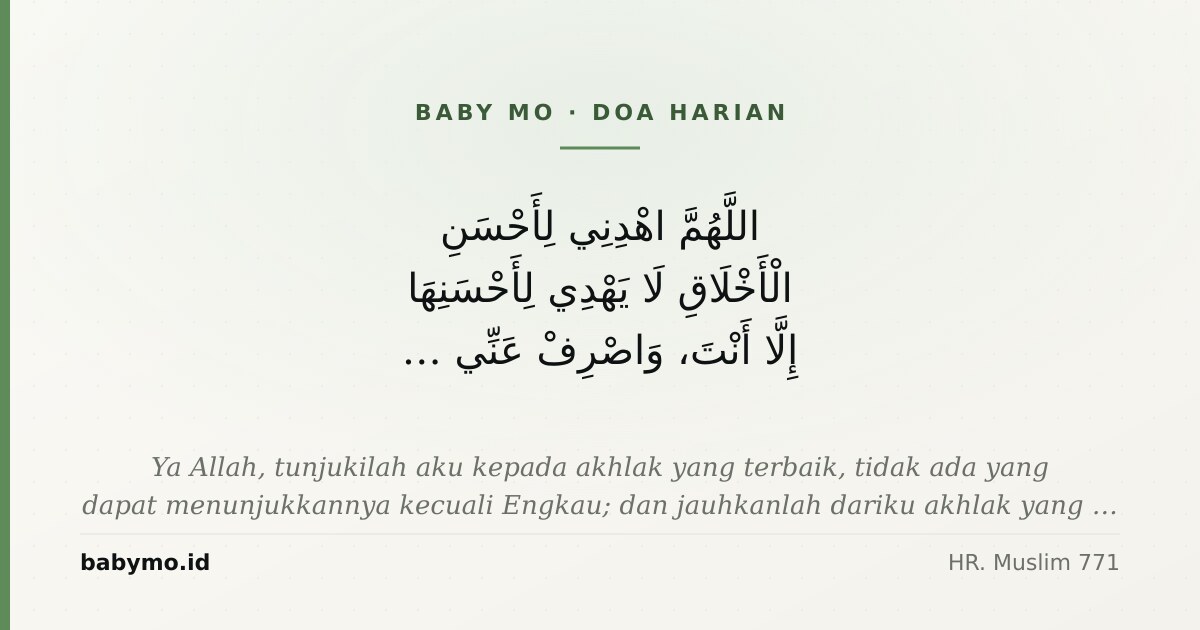 BABY MO · DOA HARIAN
اللَّهُمَّ اهْدِنِي لِأَحْسَنِ
الْأَخْلَاقِ لَا يَهْدِي لِأَحْسَنِهَا
إِلَّا أَنْتَ، وَاصْرِفْ عَنِّي ...
Ya Allah, tunjukilah aku kepada akhlak yang terbaik, tidak ada yang
dapat menunjukkannya kecuali Engkau; dan jauhkanlah dariku akhlak yang ...
babymo.id
HR. Muslim 771